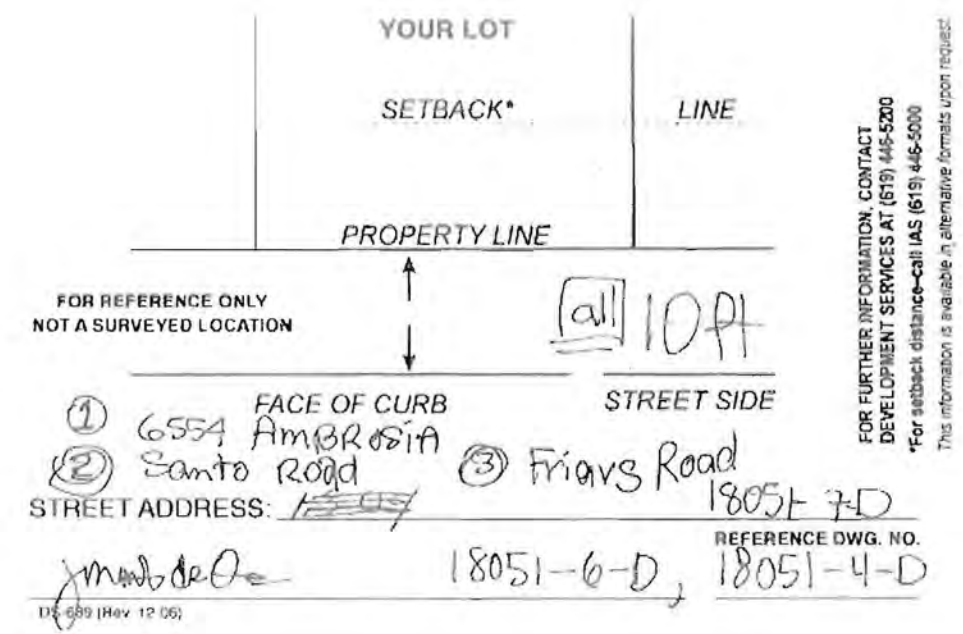 YOUR LOT
SETBACK* LINE
PROPERTY LINE
FOR REFERENCE ONLY
NOT A SURVEYED LOCATION
all 10 ft
FACE OF CURB STREET SIDE
① 6554 AMBROSIA
② Santo Road ③ Friars Road
STREET ADDRESS: 18051-7-D
REFERENCE DWG. NO.
18051-6-D, 18051-4-D
DS-689 (Rev 12 06)
FOR FURTHER INFORMATION, CONTACT
DEVELOPMENT SERVICES AT (619) 446-5200
*For setback distance–call IAS (619) 446-5000
This information is available in alternative formats upon request.